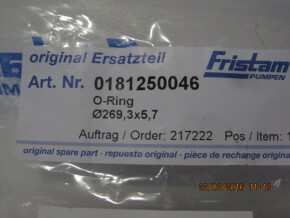 original Ersatzteil
Fristam
PUMPEN
Art. Nr. 0181250046
O-Ring
Ø269,3x5,7
Auftrag / Order: 217222 Pos / Item: 1
original spare part - repuesto original - pièce de rechange original